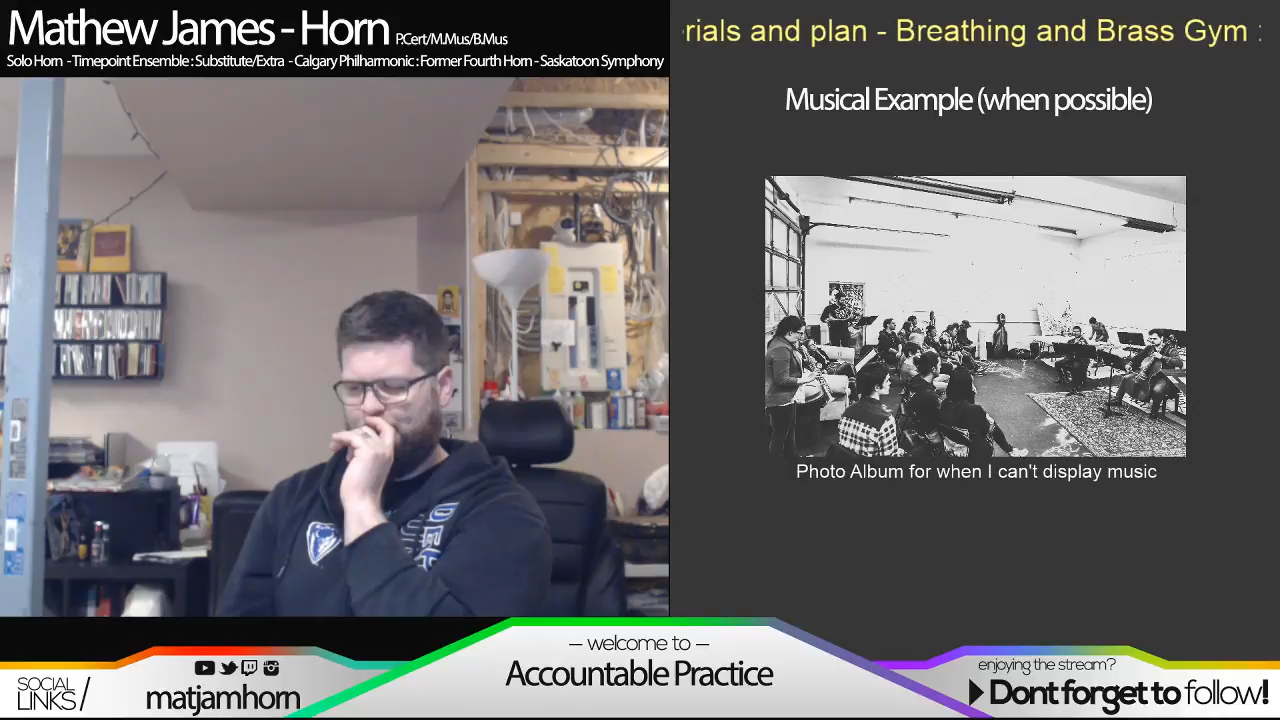 Mathew James - Horn P.Cert/M.Mus/B.Mus
Solo Horn - Timepoint Ensemble : Substitute/Extra - Calgary Philharmonic : Former Fourth Horn - Saskatoon Symphony
rials and plan - Breathing and Brass Gym :
Musical Example (when possible)
Photo Album for when I can't display music
SOCIAL
LINKS
matjamhorn
– welcome to –
Accountable Practice
enjoying the stream?
Dont forget to follow!